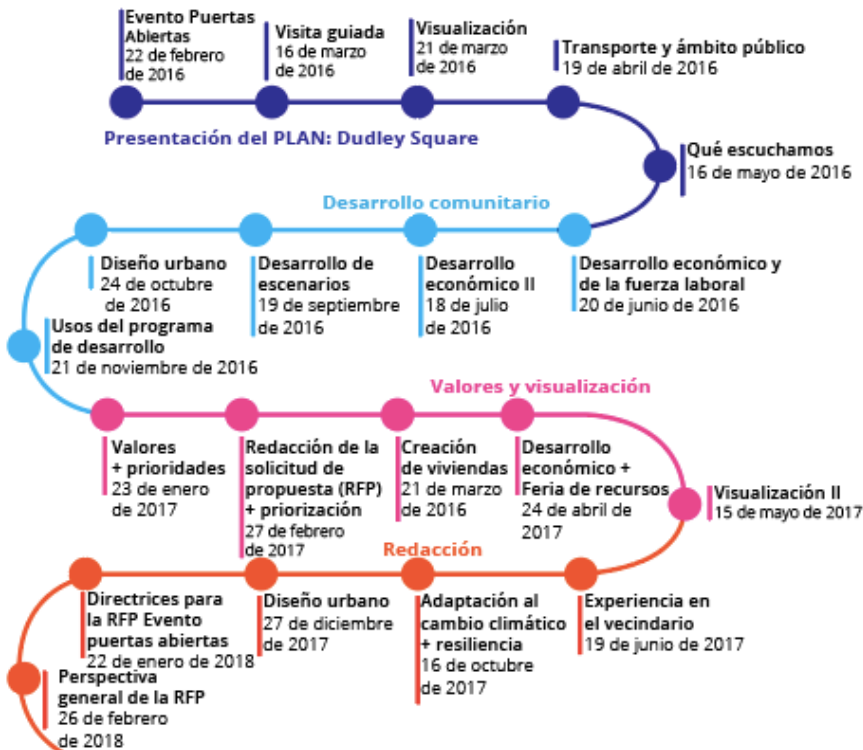 Evento Puertas
Abiertas
22 de febrero
de 2016
Visita guiada
16 de marzo
de 2016
Visualización
21 de marzo
de 2016
Transporte y ámbito público
19 de abril de 2016
Presentación del PLAN: Dudley Square
Qué escuchamos
16 de mayo de 2016
Desarrollo comunitario
Desarrollo económico y
de la fuerza laboral
20 de junio de 2016
Desarrollo
económico II
18 de julio
de 2016
Desarrollo de
escenarios
19 de septiembre
de 2016
Diseño urbano
24 de octubre
de 2016
Usos del programa
de desarrollo
21 de noviembre de 2016
Valores y visualización
Valores
+ prioridades
23 de enero
de 2017
Redacción de la
solicitud de
propuesta (RFP)
+ priorización
27 de febrero
de 2017
Creación
de viviendas
21 de marzo
de 2016
Desarrollo
económico +
Feria de recursos
24 de abril de
2017
Visualización II
15 de mayo de 2017
Redacción
Experiencia en
el vecindario
19 de junio de 2017
Adaptación al
cambio climático
+ resiliencia
16 de octubre
de 2017
Diseño urbano
27 de diciembre
de 2017
Directrices para
la RFP Evento
puertas abiertas
22 de enero de 2018
Perspectiva
general de la RFP
26 de febrero
de 2018